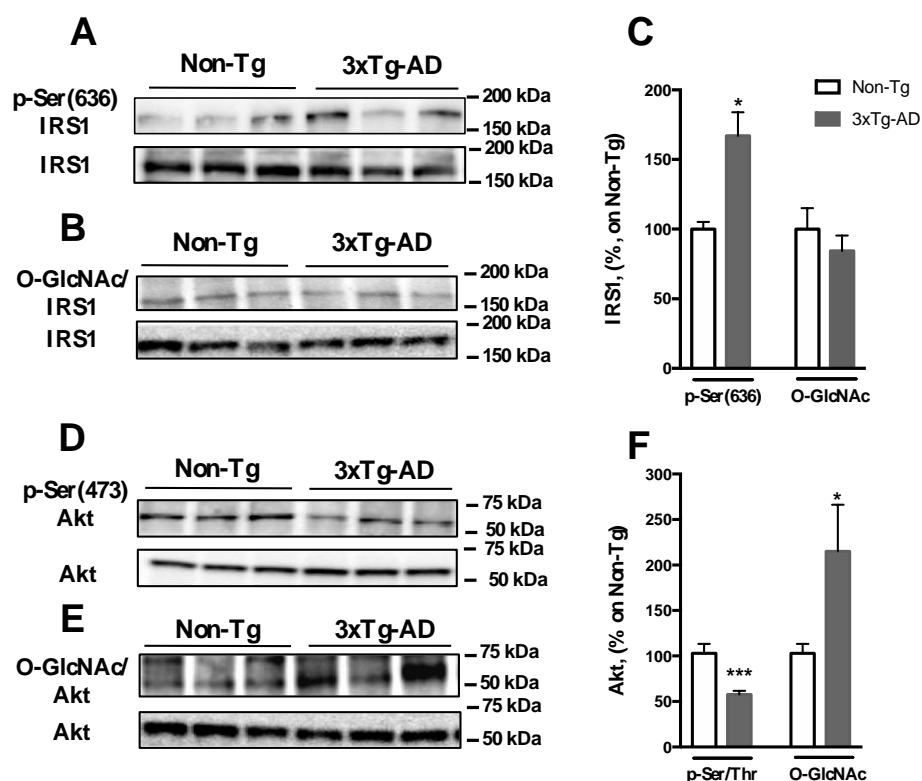 A
Non-Tg 3xTg-AD
p-Ser(636)
IRS1
200 kDa
150 kDa
IRS1
200 kDa
150 kDa
B
Non-Tg 3xTg-AD
O-GlcNAc/
IRS1
200 kDa
150 kDa
IRS1
200 kDa
150 kDa
C
Non-Tg
3xTg-AD
IRS1, (%, on Non-Tg)
200
150
100
50
0
*
p-Ser(636) O-GlcNAc
D
Non-Tg 3xTg-AD
p-Ser(473)
Akt
75 kDa
50 kDa
Akt
75 kDa
50 kDa
E
Non-Tg 3xTg-AD
O-GlcNAc/
Akt
75 kDa
50 kDa
Akt
75 kDa
50 kDa
F
Akt, (% on Non-Tg)
300
250
200
150
100
50
0
***
*
p-Ser/Thr O-GlcNAc